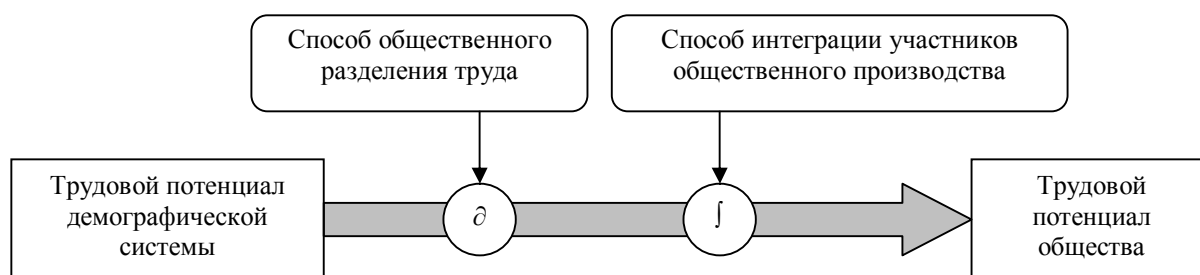 Способ общественного
разделения труда
Способ интеграции участников
общественного производства
Трудовой потенциал
демографической
системы
∂
∫
Трудовой
потенциал
общества